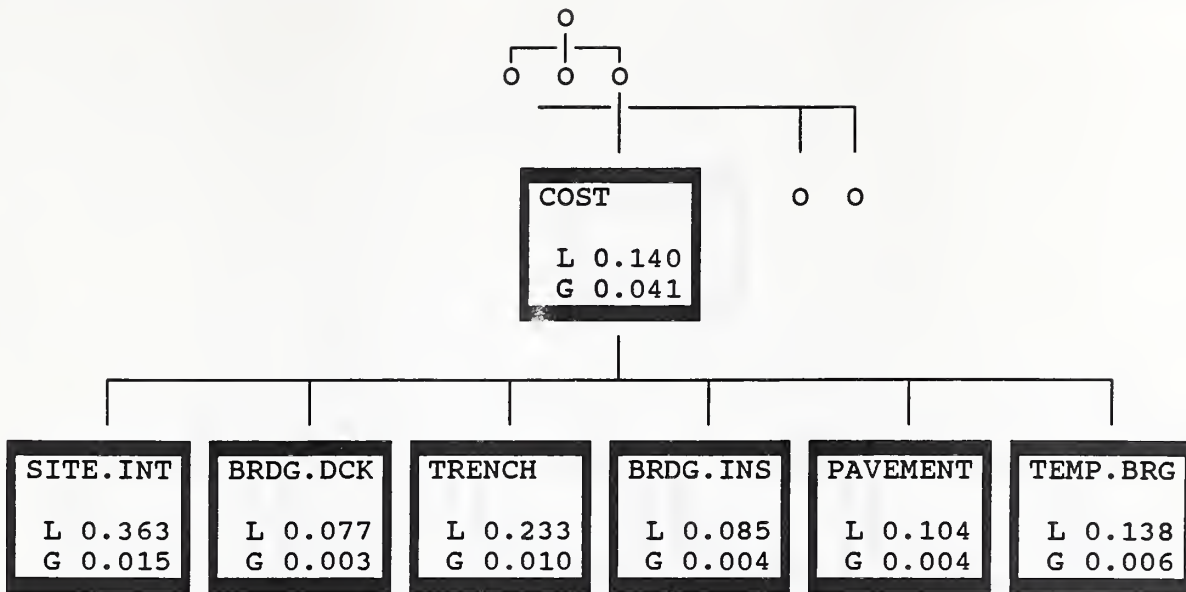 O
O O O
COST
L 0.140
G 0.041
O O
SITE.INT
L 0.363
G 0.015
BRDG.DCK
L 0.077
G 0.003
TRENCH
L 0.233
G 0.010
BRDG.INS
L 0.085
G 0.004
PAVEMENT
L 0.104
G 0.004
TEMP.BRG
L 0.138
G 0.006